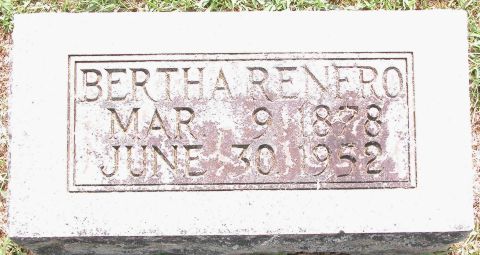 BERTHA RENFRO
MAR 9 1878
JUNE 30 1952